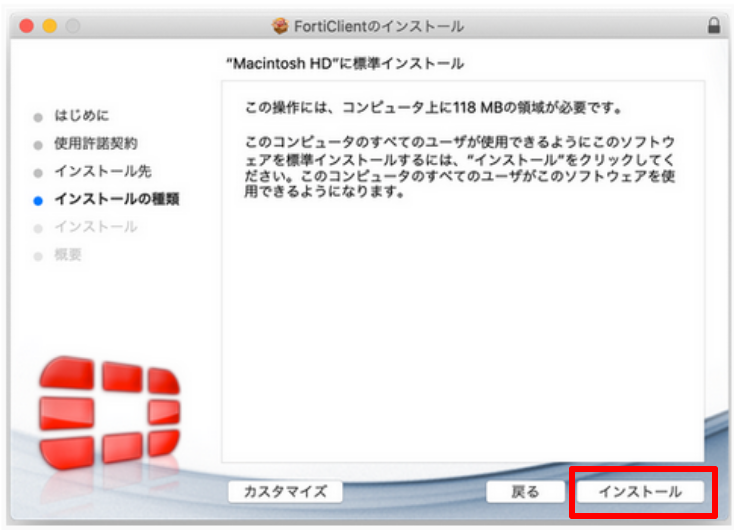 FortiClientのインストール
“Macintosh HD”に標準インストール
はじめに
使用許諾契約
インストール先
インストールの種類
インストール
概要
この操作には、コンピュータ上に118 MBの領域が必要です。
このコンピュータのすべてのユーザが使用できるようにこのソフトウ
ェアを標準インストールするには、“インストール”をクリックしてく
ださい。このコンピュータのすべてのユーザがこのソフトウェアを使
用できるようになります。
カスタマイズ
戻る
インストール